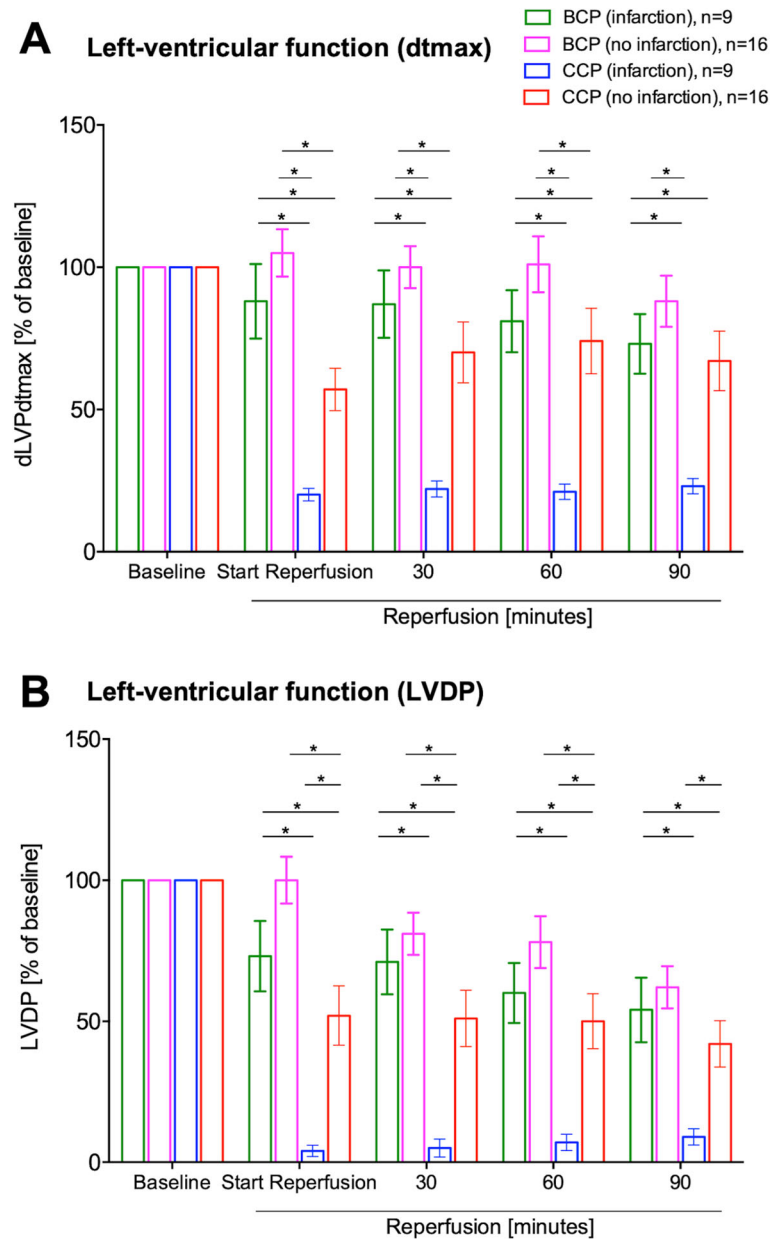 A Left-ventricular function (dtmax)
BCP (infarction), n=9
BCP (no infarction), n=16
CCP (infarction), n=9
CCP (no infarction), n=16
dLVPdtmax [% of baseline]
150
100
50
0
* * * *
* * * *
* * * *
* * *
Baseline Start Reperfusion 30 60 90
Reperfusion [minutes]
B Left-ventricular function (LVDP)
LVDP [% of baseline]
150
100
50
0
* * * *
* * * *
* * * *
* * *
Baseline Start Reperfusion 30 60 90
Reperfusion [minutes]